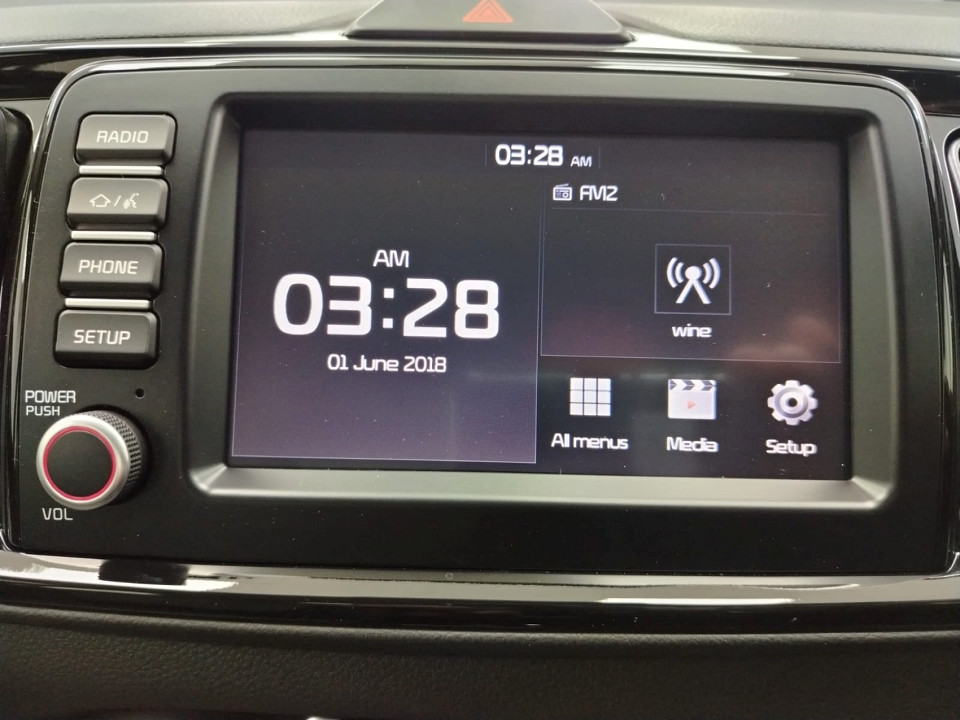 RADIO
PHONE
SETUP
POWER
PUSH
VOL
03:28 AM
AM
03:28
01 June 2018
FM2
wine
All menus
Media
Setup